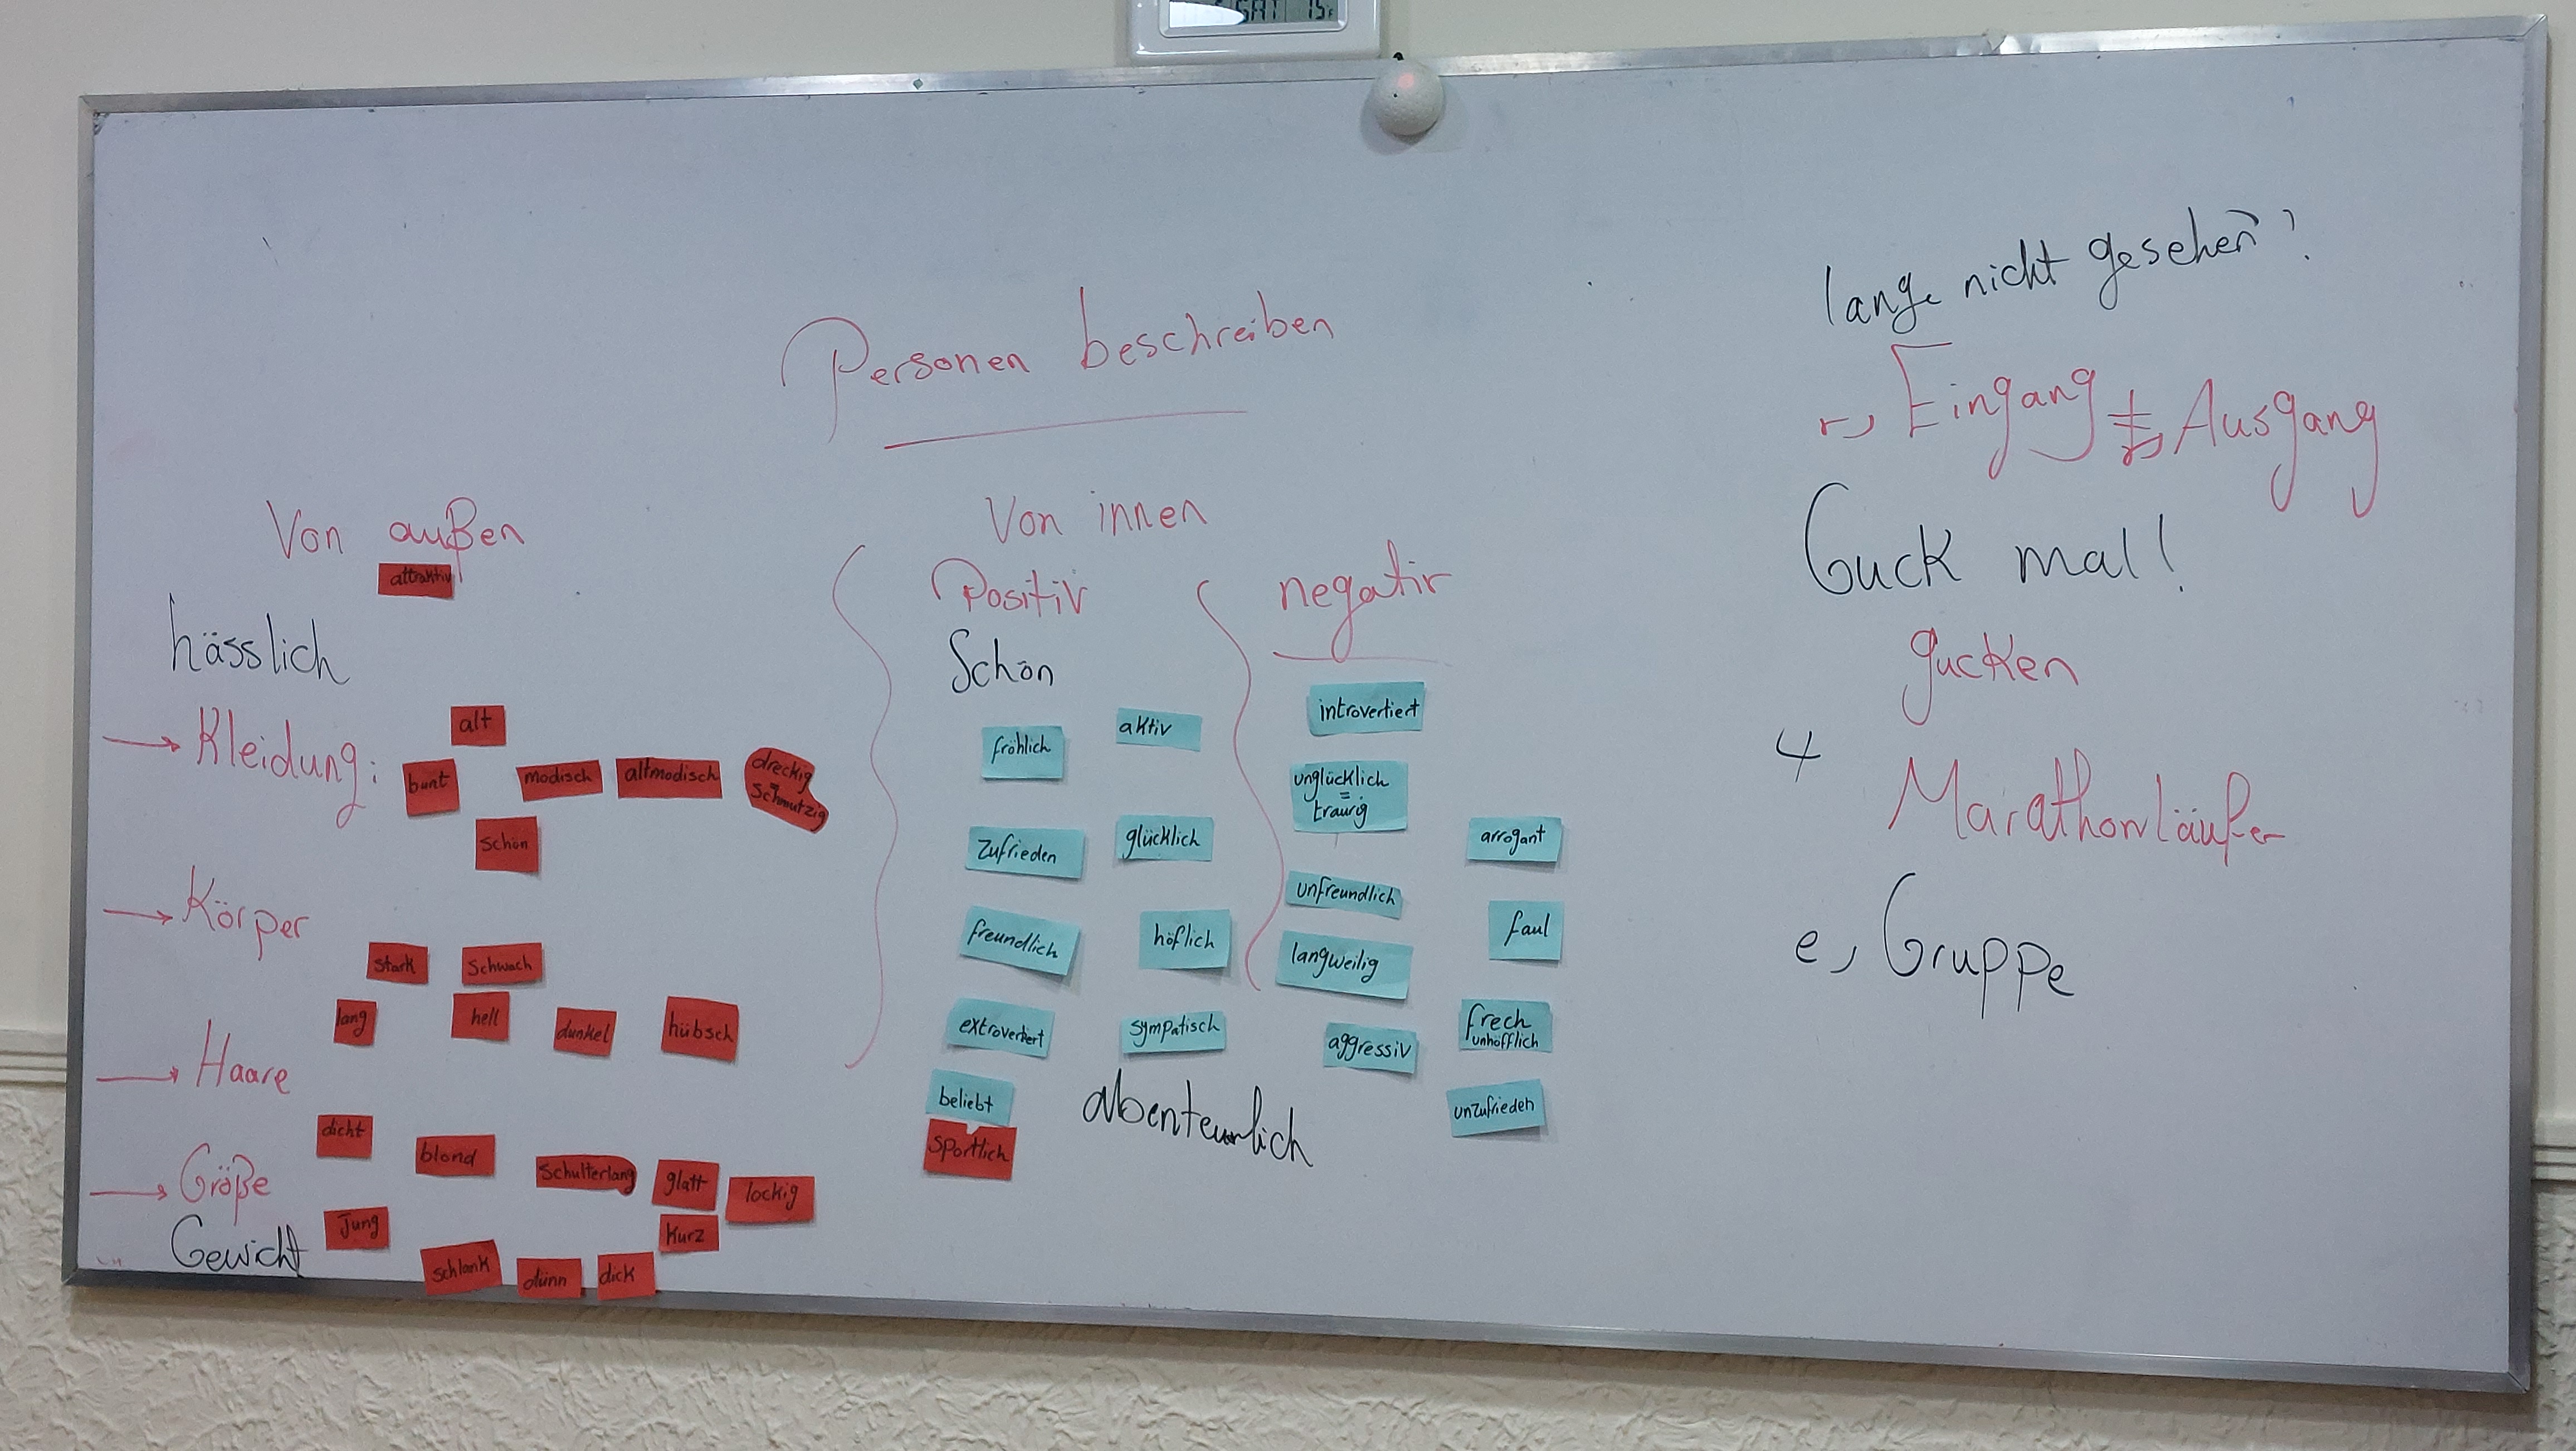 SAT 15
Personen beschreiben
Von außen
attraktiv
hässlich
→ Kleidung:
alt
bunt modisch altmodisch dreckig
=
Schmutzig
schön
→ Körper
stark Schwach
lang hell dunkel hübsch
→ Haare
dicht blond Schulterlang glatt lockig
→ Größe
Jung Kurz
Gewicht
schlank dünn dick
Von innen
Positiv
Schön
fröhlich aktiv
Zufrieden glücklich
freundlich höflich
extrovertiert sympatisch
beliebt
abenteurlich
Sportlich
negativ
introvertiert
unglücklich
=
traurig
arrogant
unfreundlich
faul
langweilig
frech
unhöfflich
aggressiv
unzufrieden
lange nicht gesehen?
r, Eingang ≠ Ausgang
Guck mal!
gucken
4
Marathonläufer
e, Gruppe